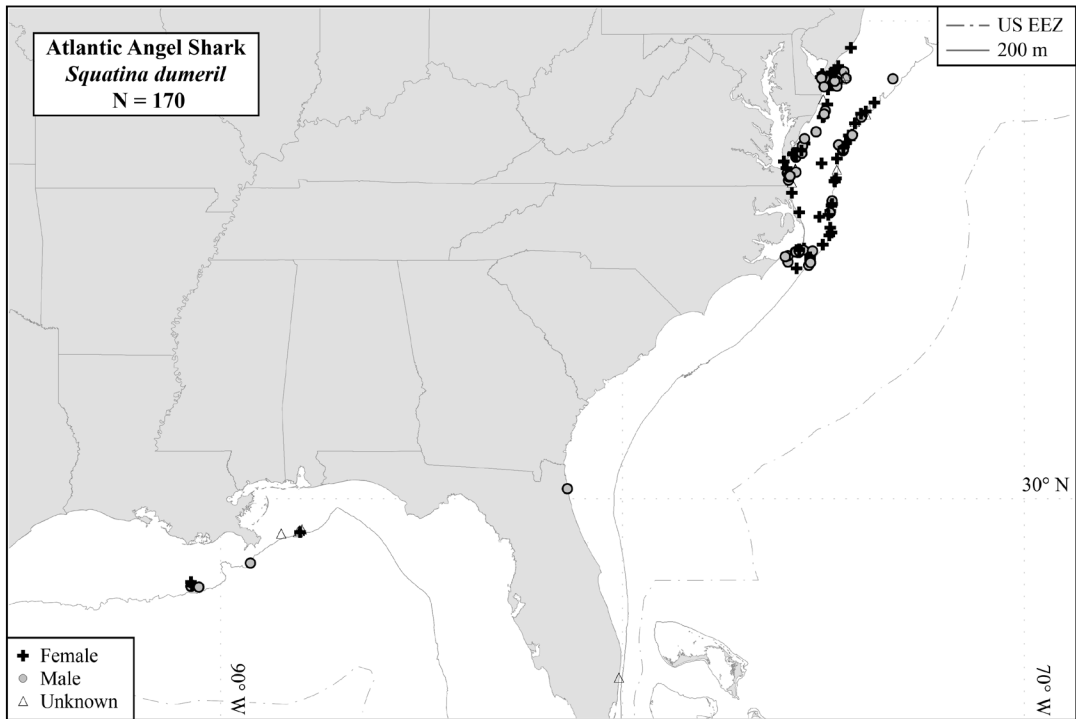 Atlantic Angel Shark
Squatina dumeril
N = 170
US EEZ
200 m
30° N
Female
Male
Unknown
90° W
70° W